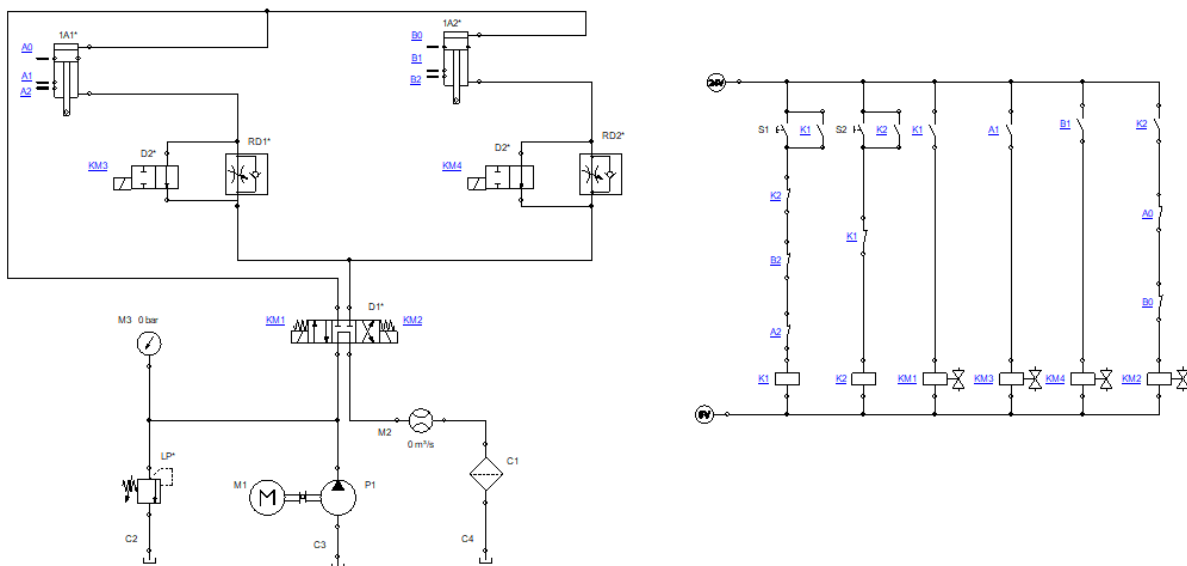 1A1*
A0
A1
A2
1A2*
B0
B1
B2
D2*
KM3
RD1*
D2*
KM4
RD2*
D1*
KM1
KM2
M3 0 bar
M2
0 m³/s
LP*
M1
M
P1
C1
C2
C3
C4
24V
S1
K1
S2
K2
K1
A1
B1
K2
K2
K1
A0
B2
B0
A2
K1
K2
KM1
KM3
KM4
KM2
0V